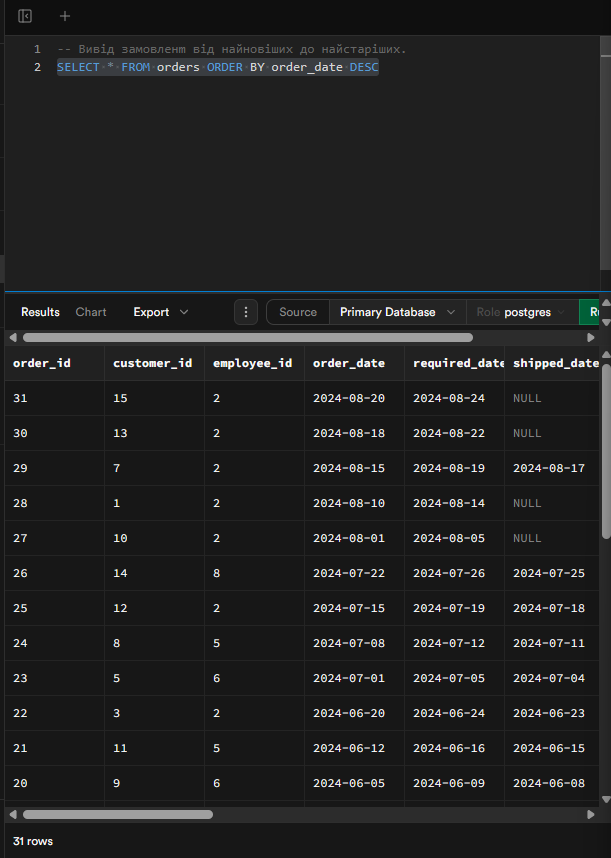 1 -- Вивід замовленm від найновіших до найстаріших.
2 SELECT * FROM orders ORDER BY order_date DESC
Results Chart Export Source Primary Database Role postgres
order_id customer_id employee_id order_date required_date shipped_date
31 15 2 2024-08-20 2024-08-24 NULL
30 13 2 2024-08-18 2024-08-22 NULL
29 7 2 2024-08-15 2024-08-19 2024-08-17
28 1 2 2024-08-10 2024-08-14 NULL
27 10 2 2024-08-01 2024-08-05 NULL
26 14 8 2024-07-22 2024-07-26 2024-07-25
25 12 2 2024-07-15 2024-07-19 2024-07-18
24 8 5 2024-07-08 2024-07-12 2024-07-11
23 5 6 2024-07-01 2024-07-05 2024-07-04
22 3 2 2024-06-20 2024-06-24 2024-06-23
21 11 5 2024-06-12 2024-06-16 2024-06-15
20 9 6 2024-06-05 2024-06-09 2024-06-08
31 rows